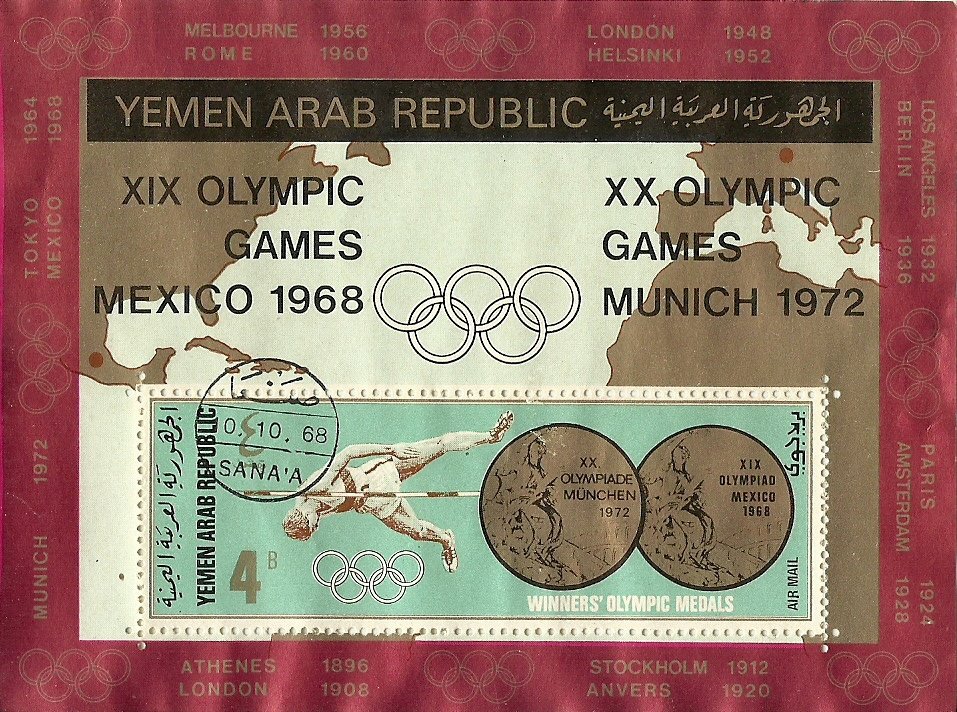 MELBOURNE 1956
ROME 1960
LONDON 1948
HELSINKI 1952
TOKYO 1964
MEXICO 1968
LOS ANGELES 1932
BERLIN 1936
YEMEN ARAB REPUBLIC الجمهورية العربية اليمنية
XIX OLYMPIC
GAMES
MEXICO 1968
XX OLYMPIC
GAMES
MUNICH 1972
MUNICH 1972
PARIS 1924
AMSTERDAM 1928
الجمهورية العربية اليمنية
YEMEN ARAB REPUBLIC
صنعا
10.68
SANA'A
٤
4 B
XX
OLYMPIADE
MÜNCHEN
1972
XIX
OLYMPIAD
MEXICO
1968
WINNERS' OLYMPIC MEDALS
AIR MAIL
ATHENES 1896
LONDON 1908
STOCKHOLM 1912
ANVERS 1920